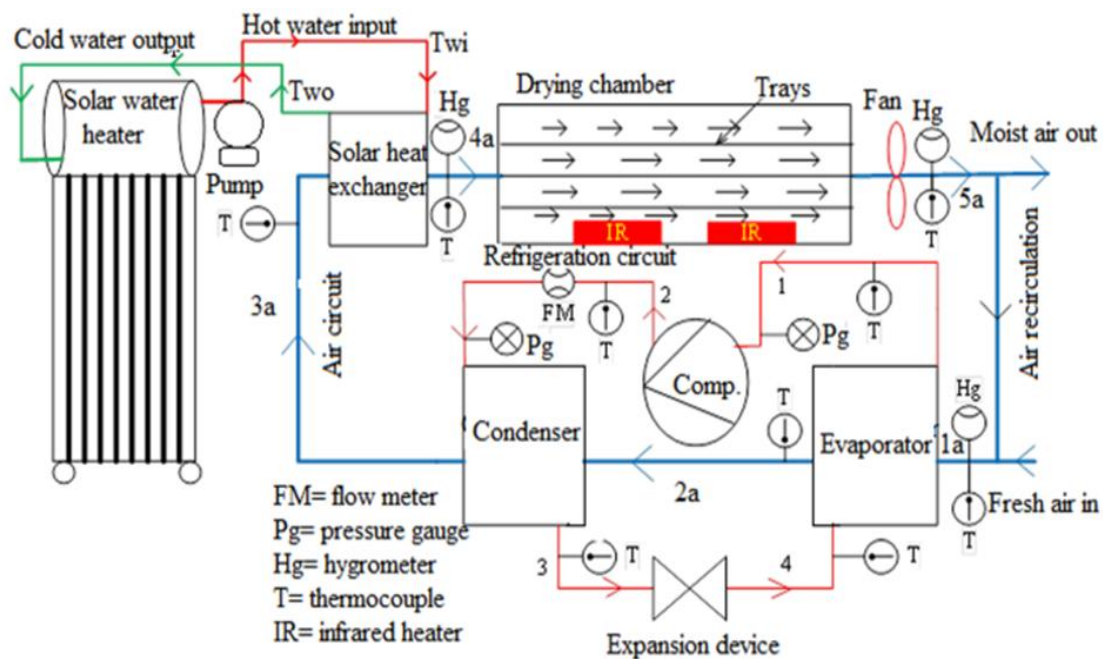 Cold water output
Hot water input
Twi
Two
Solar water
heater
Pump
T
Solar heat
exchanger
Hg
4a
T
Drying chamber
Trays
IR
IR
Fan
Hg
Moist air out
5a
T
Air recirculation
Refrigeration circuit
3a
Air circuit
FM
T
2
1
T
Pg
Pg
Comp.
T
Condenser
Evaporator
1a
Hg
2a
Fresh air in
T
FM= flow meter
Pg= pressure gauge
Hg= hygrometer
T= thermocouple
IR= infrared heater
3
T
4
T
Expansion device